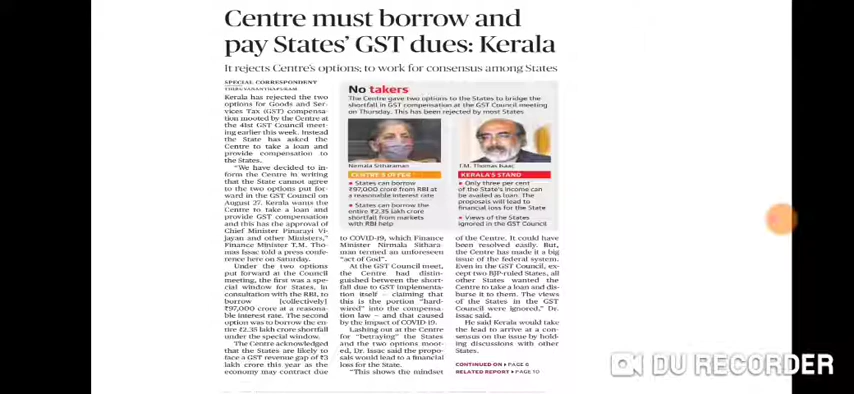 Centre must borrow and
pay States' GST dues: Kerala
It rejects Centre's options; to work for consensus among States
SPECIAL CORRESPONDENT
THIRUVANANTHAPURAM
Kerala has rejected the two
options for Goods and Ser-
vices Tax (GST) compensa-
tion mooted by the Centre at
the 41st GST Council meet-
ing earlier this week. Instead
the State has asked the
Centre to take a loan and
provide compensation to
the States.
"We have decided to in-
form the Centre in writing
that the State cannot agree
to the two options put for-
ward in the GST Council on
August 27. Kerala wants the
Centre to take a loan and
provide GST compensation
and this has the approval of
Chief Minister Pinarayi Vi-
jayan and other Ministers,"
Finance Minister T.M. Tho-
mas Isaac told a press con-
ference here on Saturday.
Under the two options
put forward at the Council
meeting, the first was a spe-
cial window for States, in
consultation with the RBI, to
borrow [collectively]
₹97,000 crore at a reasona-
ble interest rate. The second
option was to borrow the en-
tire ₹2.35 lakh crore shortfall
under the special window.
The Centre acknowledged
that the States are likely to
face a GST revenue gap of ₹3
lakh crore this year as the
economy may contract due
No takers
The Centre gave two options to the States to bridge the
shortfall in GST compensation at the GST Council meeting
on Thursday. This has been rejected by most States
Nirmala Sitharaman
CENTRE'S OFFER
States can borrow
₹97,000 crore from RBI at
a reasonable interest rate
States can borrow the
entire ₹2.35 lakh crore
shortfall from markets
with RBI help
T.M. Thomas Isaac
KERALA'S STAND
Only three per cent
of the State's income can
be availed as loan. The
proposals will lead to
financial loss for the State
Views of the States
ignored in the GST Council
to COVID-19, which Finance
Minister Nirmala Sithara-
man termed an unforeseen
"act of God".
At the GST Council meet,
the Centre had distin-
guished between the short-
fall due to GST implementa-
tion itself – claiming that
this is the portion "hard-
wired" into the compensa-
tion law – and that caused
by the impact of COVID-19.
Lashing out at the Centre
for "betraying" the States
and the two options moot-
ed, Dr. Isaac said the propo-
sals would lead to a financial
loss for the State.
"This shows the mindset
of the Centre. It could have
been resolved easily. But,
the Centre has made it a big
issue of the federal system.
Even in the GST Council, ex-
cept two BJP-ruled States, all
other States wanted the
Centre to take a loan and dis-
burse it to them. The views
of the States in the GST
Council were ignored," Dr.
Issac said.
He said Kerala would take
the lead to arrive at a con-
sensus on the issue by hold-
ing discussions with other
States.
CONTINUED ON ▸ PAGE 8
RELATED REPORT ▸ PAGE 10
DU RECORDER